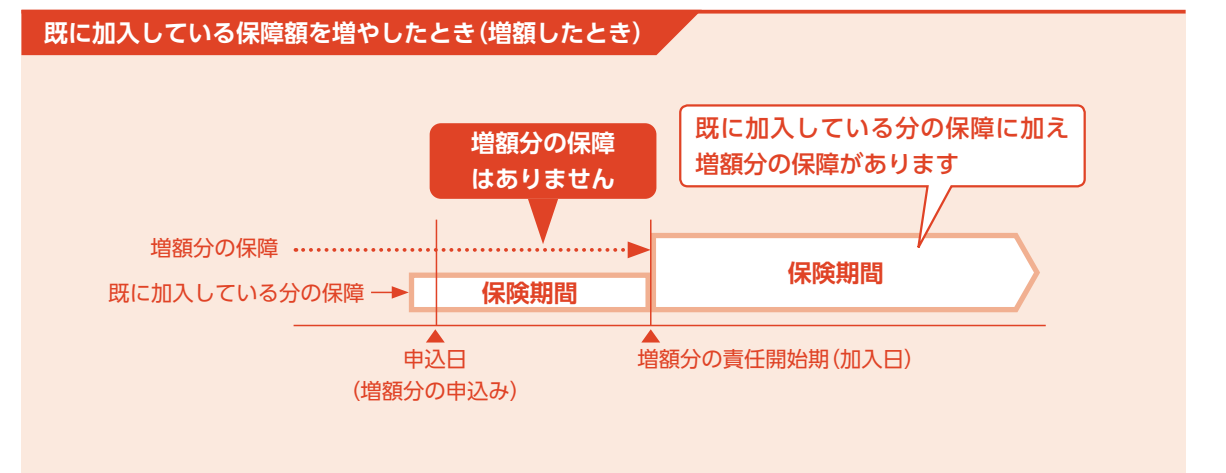 既に加入している保障額を増やしたとき(増額したとき)
増額分の保障
はありません
既に加入している分の保障に加え
増額分の保障があります
増額分の保障
既に加入している分の保障
保険期間
保険期間
申込日
(増額分の申込み)
増額分の責任開始期(加入日)